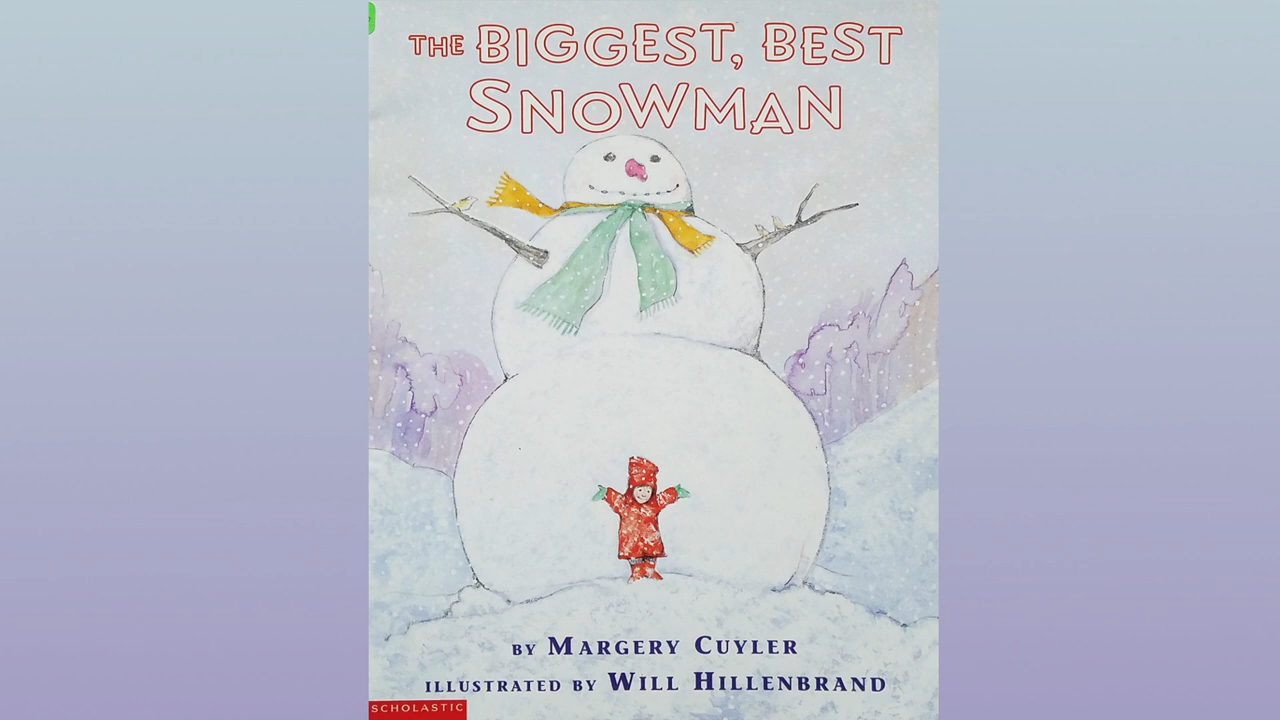 THE BIGGEST, BEST
SNOWMAN
BY MARGERY CUYLER
ILLUSTRATED BY WILL HILLENBRAND
SCHOLASTIC